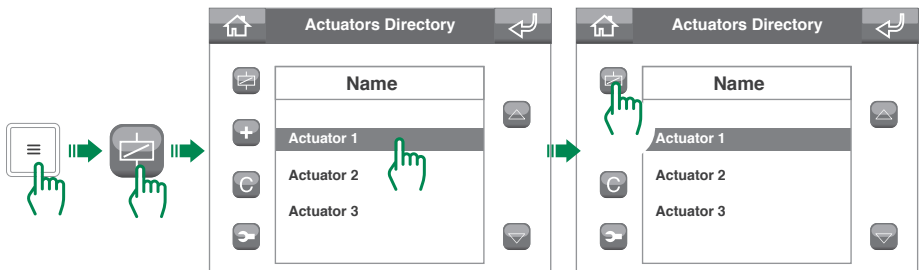 Actuators Directory
Name
Actuator 1
Actuator 2
Actuator 3
C
Actuators Directory
Name
Actuator 1
Actuator 2
Actuator 3
C